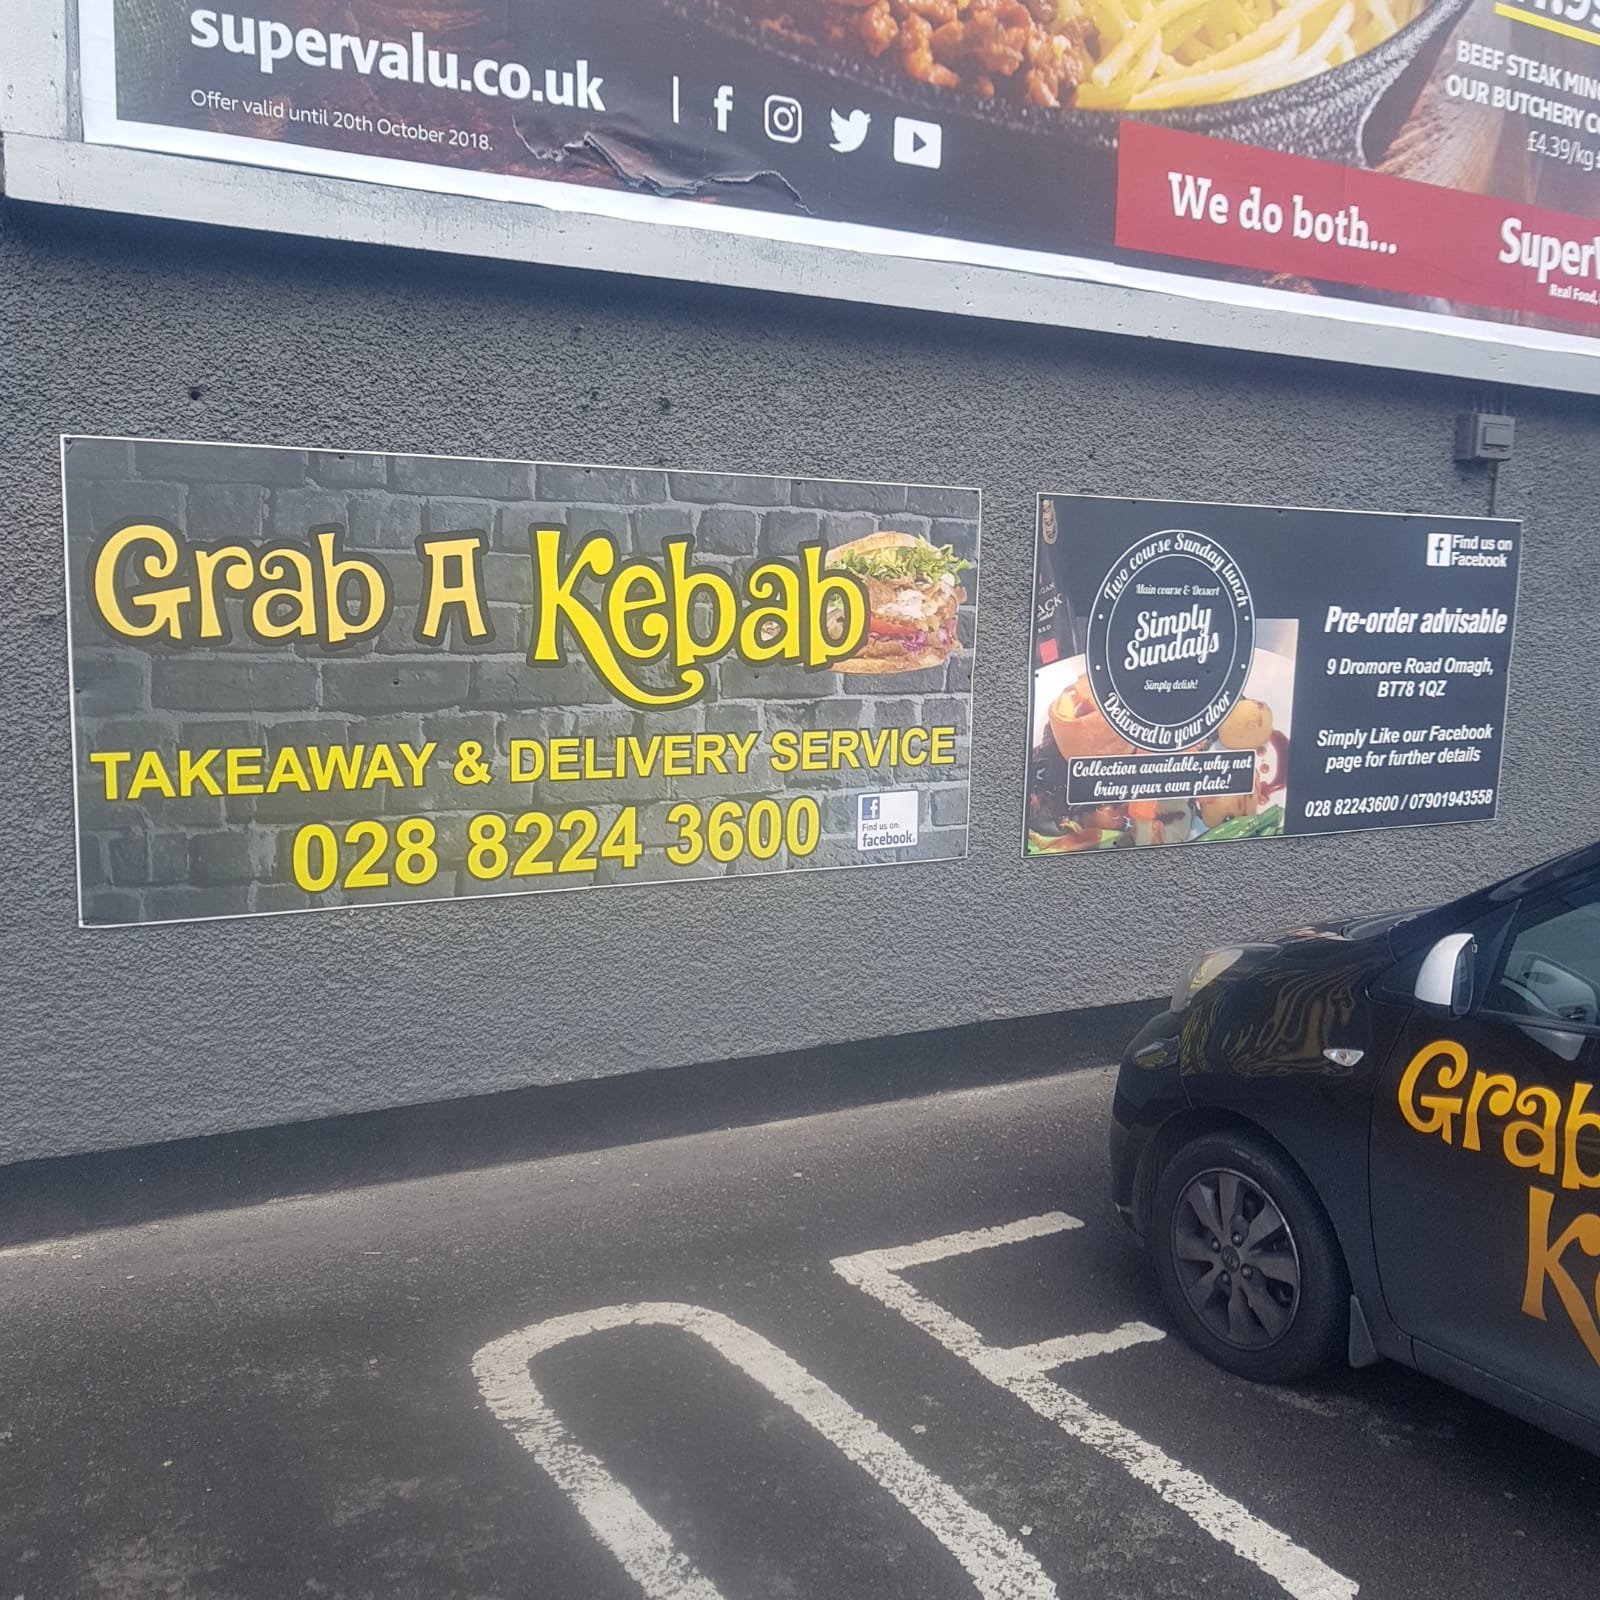 supervalu.co.uk
Offer valid until 20th October 2018.
BEEF STEAK
OUR BUTCHERY
£4.39/kg
We do both...
Real Food,
Grab A Kebab
TAKEAWAY & DELIVERY SERVICE
028 8224 3600
Find us on:
facebook
Two course Sunday lunch
Main course & Dessert
Simply
Sundays
Simply delish!
Delivered to your door
Collection available, why not
bring your own plate!
Find us on
Facebook
Pre-order advisable
9 Dromore Road Omagh,
BT78 1QZ
Simply Like our Facebook
page for further details
028 82243600 / 07901943558
Grab